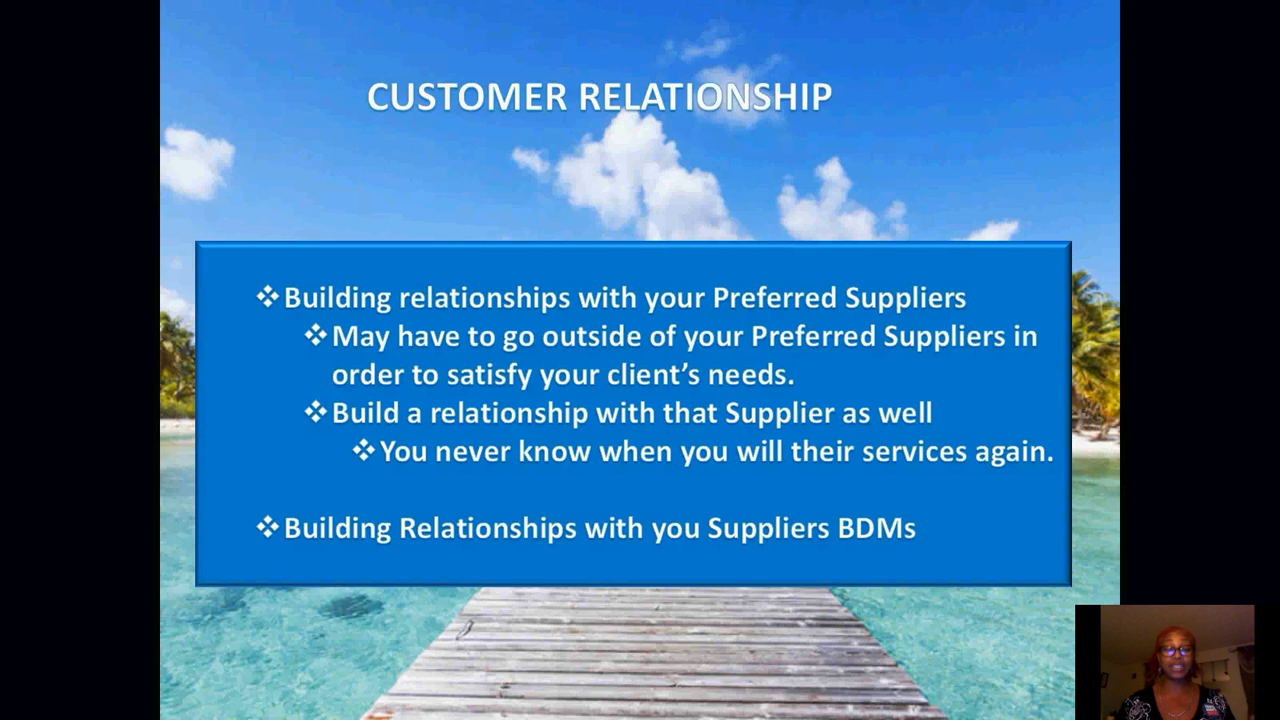 CUSTOMER RELATIONSHIP
❖Building relationships with your Preferred Suppliers
❖May have to go outside of your Preferred Suppliers in
order to satisfy your client’s needs.
❖Build a relationship with that Supplier as well
❖You never know when you will their services again.
❖Building Relationships with you Suppliers BDMs